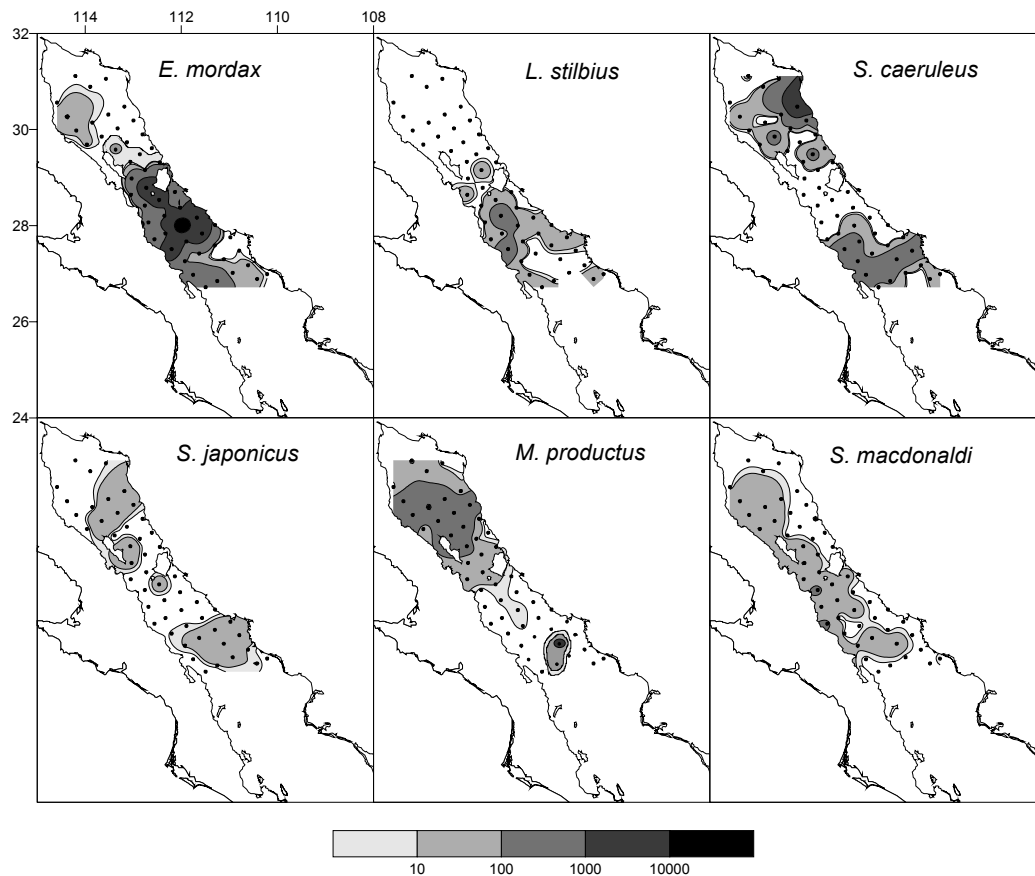 114 112 110 108
32
E. mordax L. stilbius S. caeruleus
30
28
26
24
S. japonicus M. productus S. macdonaldi
10 100 1000 10000